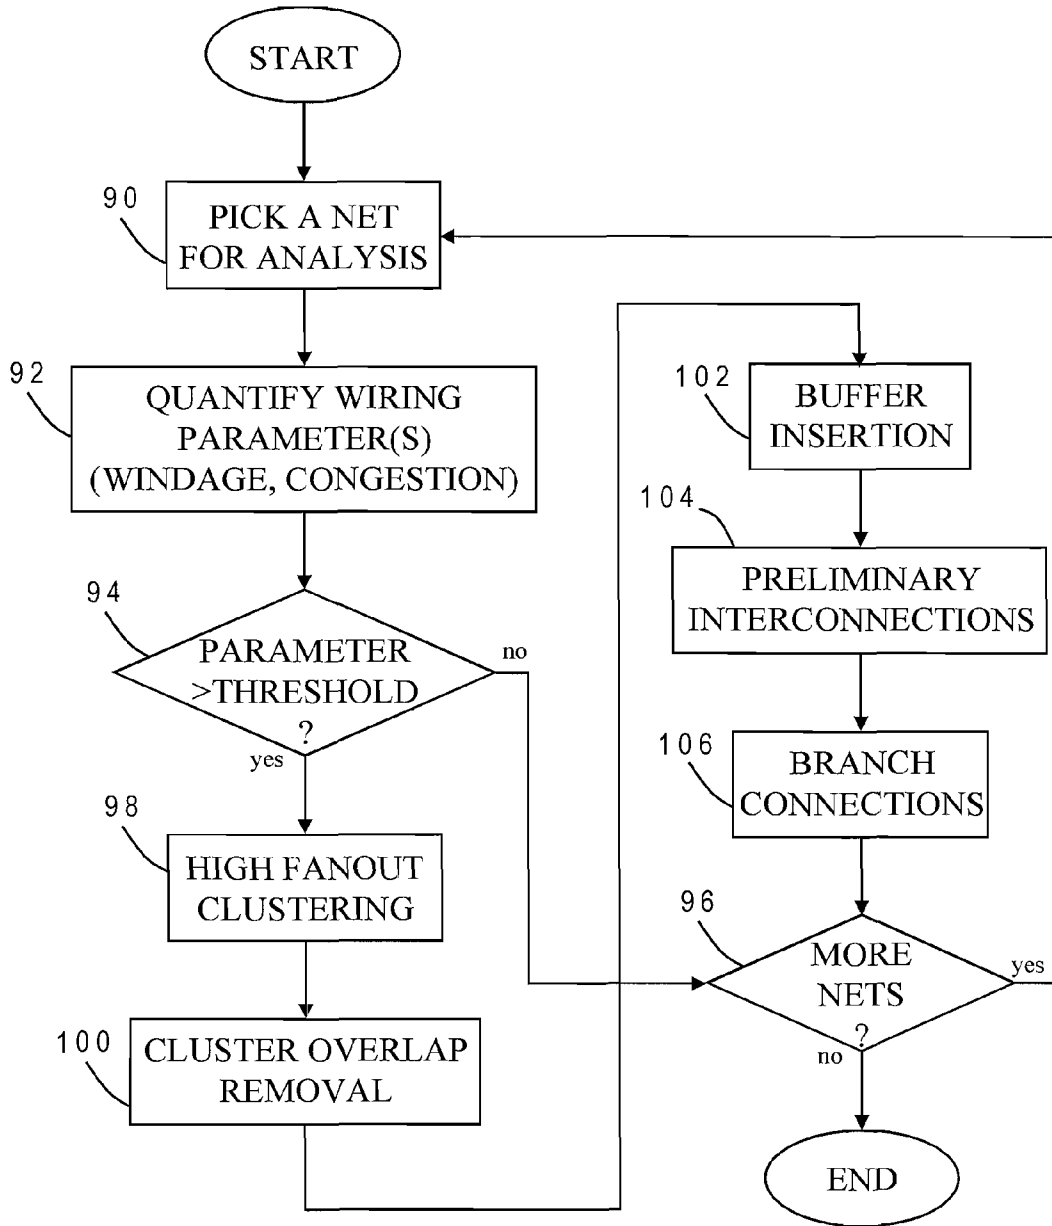 START
90
PICK A NET
FOR ANALYSIS
92
QUANTIFY WIRING
PARAMETER(S)
(WINDAGE, CONGESTION)
94
PARAMETER
>THRESHOLD
?
no
yes
98
HIGH FANOUT
CLUSTERING
100
CLUSTER OVERLAP
REMOVAL
102
BUFFER
INSERTION
104
PRELIMINARY
INTERCONNECTIONS
106
BRANCH
CONNECTIONS
96
MORE
NETS
?
yes
no
END